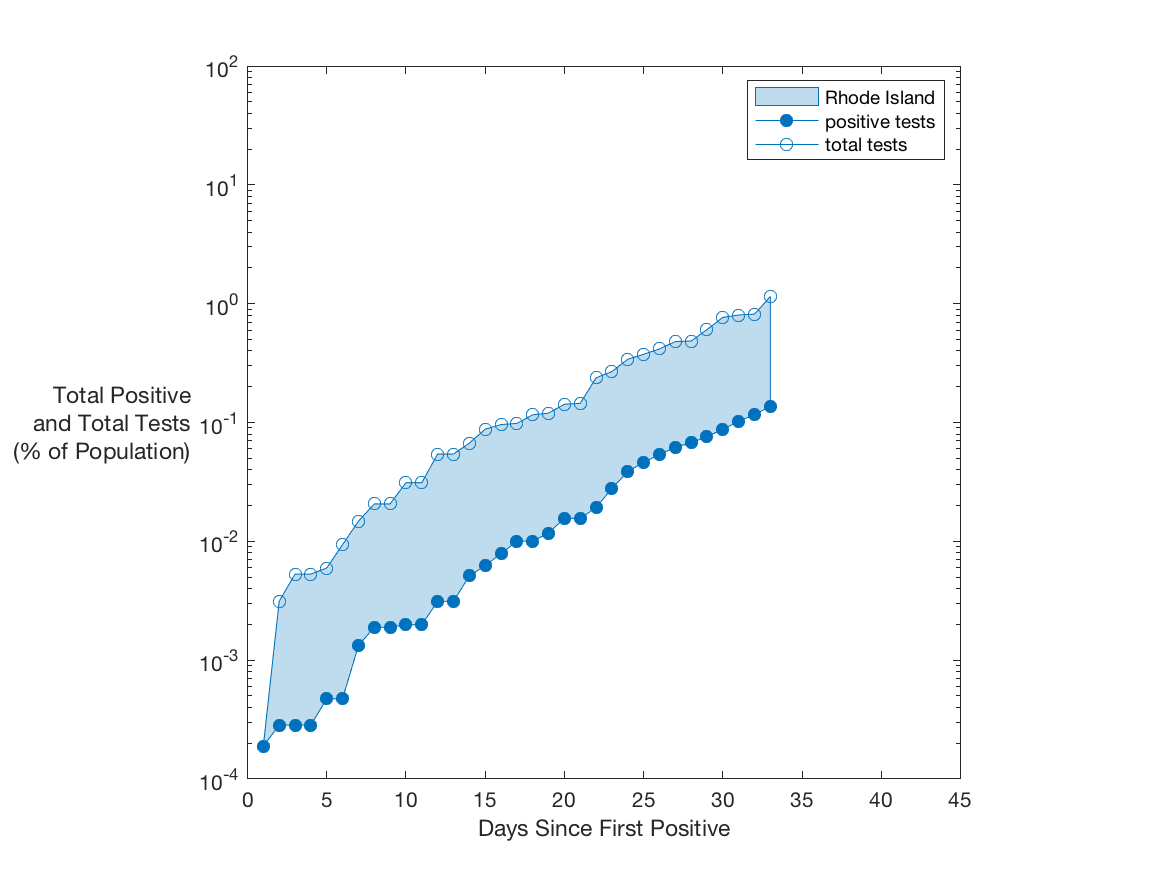 10^2
10^1
10^0
10^-1
10^-2
10^-3
10^-4
Total Positive
and Total Tests
(% of Population)
0 5 10 15 20 25 30 35 40 45
Days Since First Positive
Rhode Island
positive tests
total tests